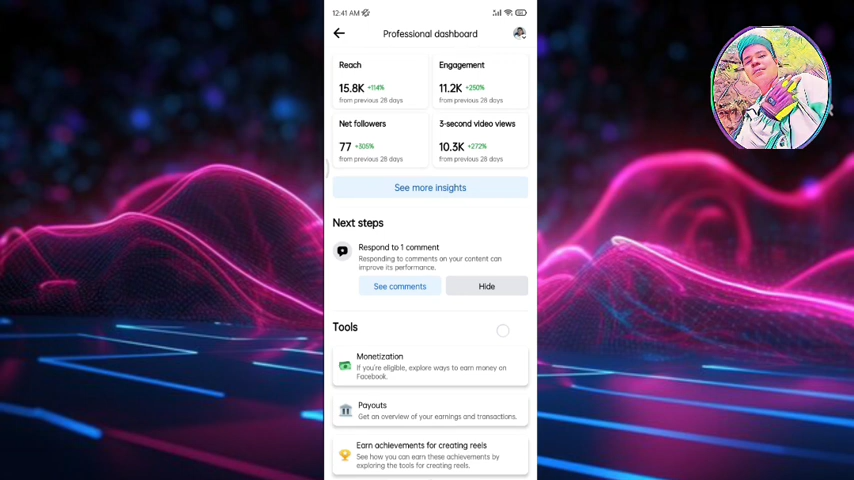 12:41 AM
Professional dashboard
Reach
15.8K +114%
from previous 28 days
Engagement
11.2K +250%
from previous 28 days
Net followers
77 +305%
from previous 28 days
3-second video views
10.3K +272%
from previous 28 days
See more insights
Next steps
Respond to 1 comment
Responding to comments on your content can
improve its performance.
See comments
Hide
Tools
Monetization
If you're eligible, explore ways to earn money on
Facebook.
Payouts
Get an overview of your earnings and transactions.
Earn achievements for creating reels
See how you can earn these achievements by
exploring the tools for creating reels.